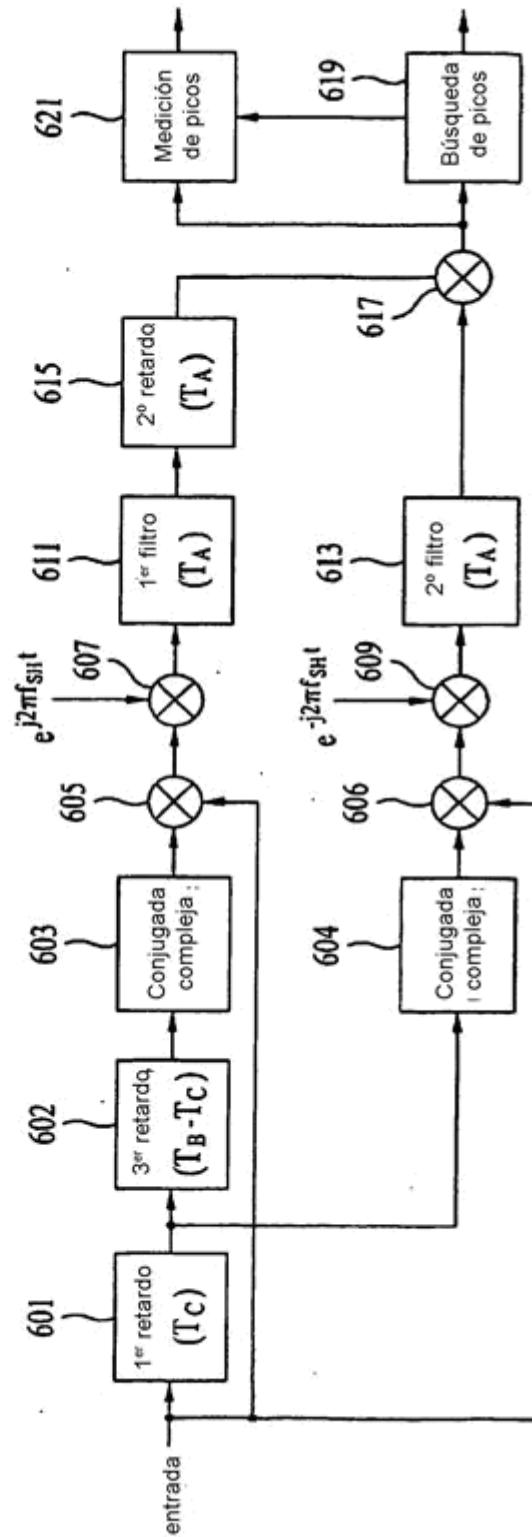 entrada
601
1er retardo
(TC)
602
3er retardo
(TB-TC)
603
Conjugada
compleja
605
607
ej2πfSHt
611
1er filtro
(TA)
615
2º retardo
(TA)
621
Medición
de picos
604
Conjugada
compleja
606
609
e-j2πfSHt
613
2º filtro
(TA)
617
619
Búsqueda
de picos